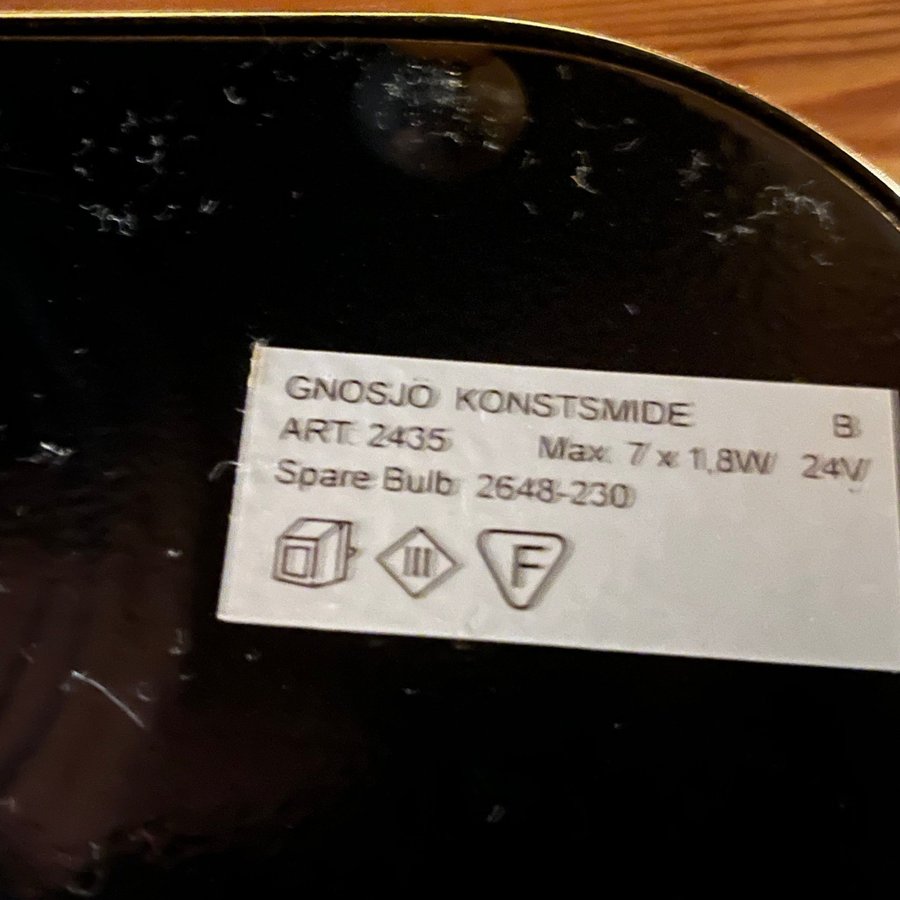 GNOSJÖ KONSTSMIDE B
ART. 2435 Max. 7 x 1,8W 24V
Spare Bulb: 2648-230
III F